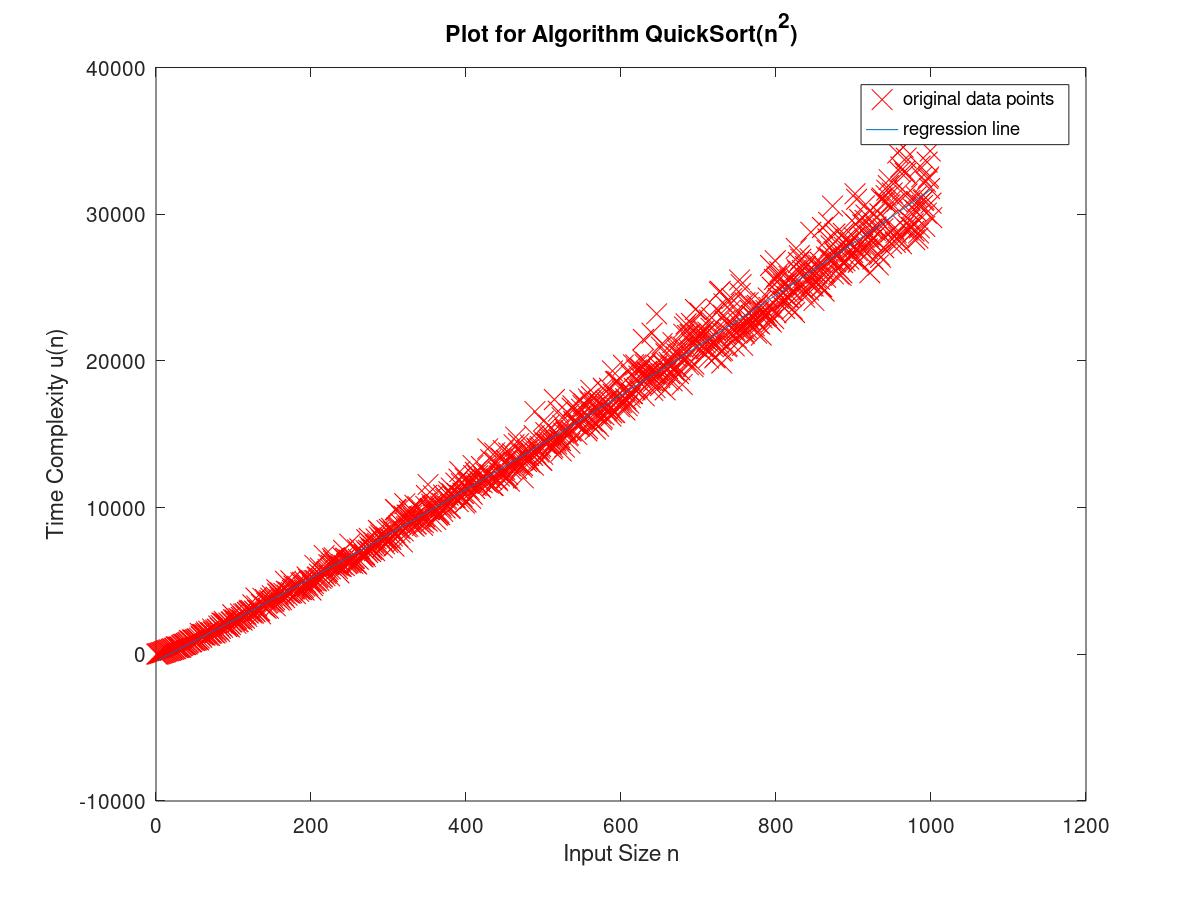 Plot for Algorithm QuickSort(n²)
40000
30000
20000
10000
0
-10000
0 200 400 600 800 1000 1200
Input Size n
Time Complexity u(n)
original data points
regression line